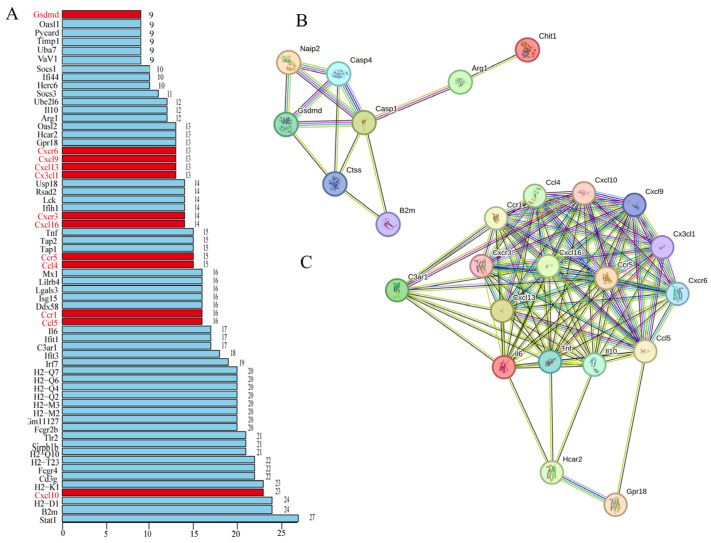 A
Gsdmd 9
Oasl1 9
Pycard 9
Timp1 9
Uba7 9
VaV1 9
Socs1 10
Ifi44 10
Herc6 10
Socs3 11
Ube2l6 12
Il10 12
Arg1 12
Oasl2 13
Hcar2 13
Gpr18 13
Cxcr6 13
Cxcl9 13
Cxcl13 13
Cx3cl1 13
Usp18 14
Rsad2 14
Lck 14
Ifih1 14
Cxcr3 14
Cxcl16 14
Tnf 15
Tap2 15
Tap1 15
Ccr5 15
Ccl4 15
Mx1 16
Lilrb4 16
Lgals3 16
Isg15 16
Ddx58 16
Ccr1 16
Ccl5 16
Il6 17
Ifit1 17
C3ar1 17
Ifit3 18
Irf7 19
H2-Q7 20
H2-Q6 20
H2-Q4 20
H2-Q2 20
H2-M3 20
H2-M2 20
3m11127 20
Fcgr2b 20
Tlr2 21
Sirpb1b 21
H2-Q10 21
H2-T23 22
Fcgr4 22
Cd3g 22
H2-K1 23
Cxcl10 23
H2-D1 24
B2m 24
Stat1 27
0 5 10 15 20 25
B
Chit1
Naip2
Casp4
Arg1
Gsdmd
Casp1
Ctss
B2m
C
Ccl4
Cxcl10
Cxcl9
Ccr1
Cx3cl1
Cxcr3
Cxcl16
Ccr5
C3ar1
Cxcr6
Cxcl13
Ccl5
Il6
Tnf
Il10
Hcar2
Gpr18